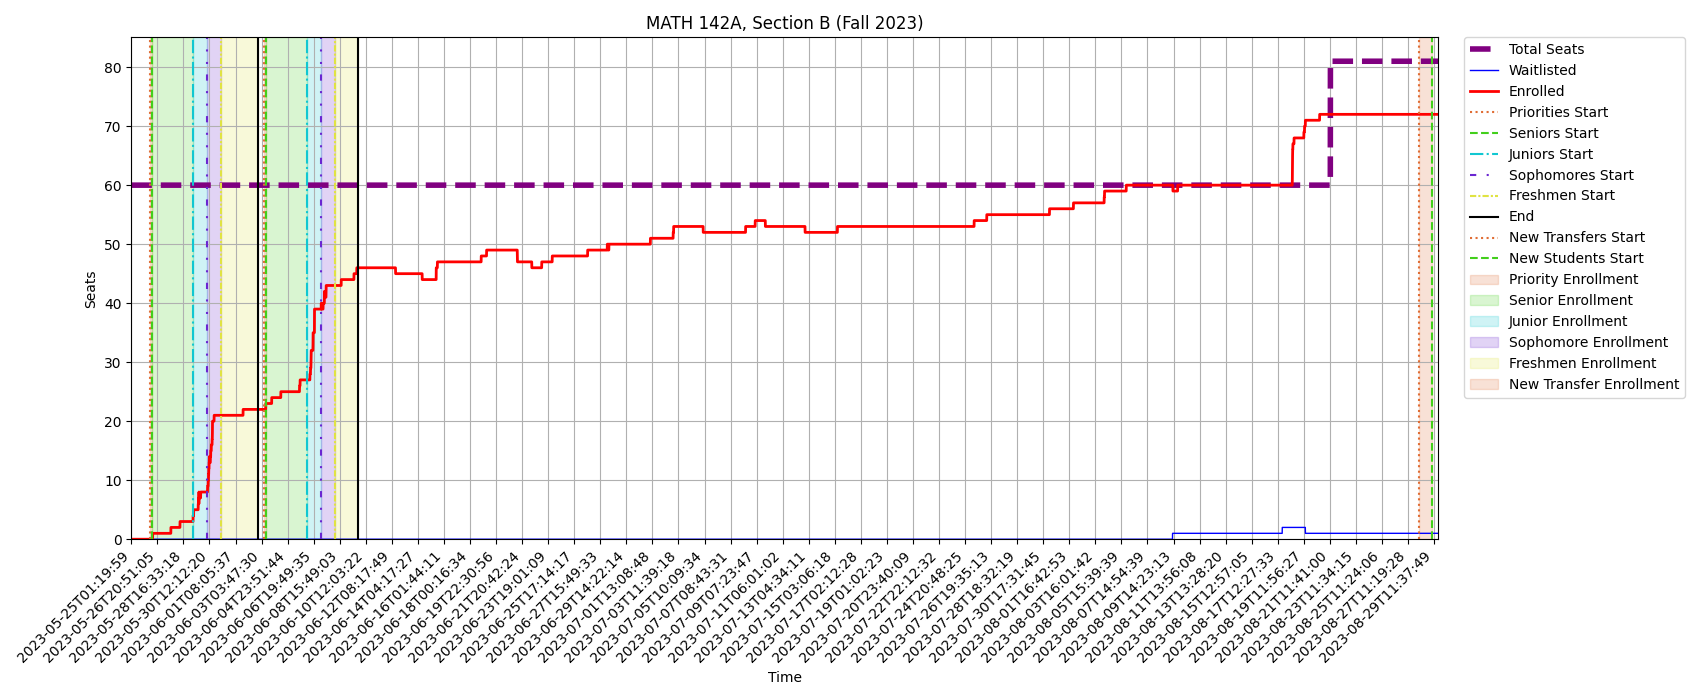 MATH 142A, Section B (Fall 2023)
Seats
80
70
60
50
40
30
20
10
0
2023-05-25T01:19:59
2023-05-26T20:51:05
2023-05-28T16:33:18
2023-05-30T12:12:20
2023-06-01T08:05:37
2023-06-03T03:47:30
2023-06-04T23:51:44
2023-06-06T19:49:35
2023-06-08T15:49:03
2023-06-10T12:03:22
2023-06-12T08:17:49
2023-06-14T04:17:27
2023-06-16T01:44:11
2023-06-18T00:16:34
2023-06-19T22:30:56
2023-06-21T20:42:24
2023-06-23T19:01:09
2023-06-25T17:14:17
2023-06-27T15:49:33
2023-06-29T14:22:14
2023-07-01T13:08:48
2023-07-03T11:39:18
2023-07-05T10:09:34
2023-07-07T08:43:31
2023-07-09T07:23:47
2023-07-11T06:01:02
2023-07-13T04:34:11
2023-07-15T03:06:18
2023-07-17T02:12:28
2023-07-19T01:02:23
2023-07-20T23:40:09
2023-07-22T22:12:32
2023-07-24T20:48:25
2023-07-26T19:35:13
2023-07-28T18:32:19
2023-07-30T17:31:45
2023-08-01T16:42:53
2023-08-03T16:01:42
2023-08-05T15:39:39
2023-08-07T14:54:39
2023-08-09T14:23:13
2023-08-11T13:56:08
2023-08-13T13:28:20
2023-08-15T12:57:05
2023-08-17T12:27:33
2023-08-19T11:56:27
2023-08-21T11:41:00
2023-08-23T11:34:15
2023-08-25T11:24:06
2023-08-27T11:19:28
2023-08-29T11:37:49
Time
Total Seats
Waitlisted
Enrolled
Priorities Start
Seniors Start
Juniors Start
Sophomores Start
Freshmen Start
End
New Transfers Start
New Students Start
Priority Enrollment
Senior Enrollment
Junior Enrollment
Sophomore Enrollment
Freshmen Enrollment
New Transfer Enrollment